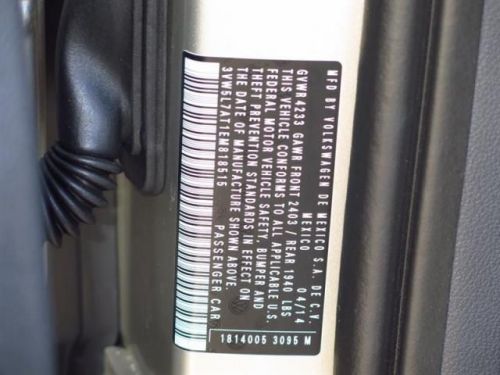 MFD BY VOLKSWAGEN DE MEXICO S.A. DE C.V.
MEXICO 04/14
GVWR 4233 GAWR FRONT 2403 / REAR 1940 LBS
THIS VEHICLE CONFORMS TO ALL APPLICABLE U.S.
FEDERAL MOTOR VEHICLE SAFETY, BUMPER AND
THEFT PREVENTION STANDARDS IN EFFECT ON
THE DATE OF MANUFACTURE SHOWN ABOVE.
3VW5L7AT1EM818515 PASSENGER CAR
1814005 3095 M